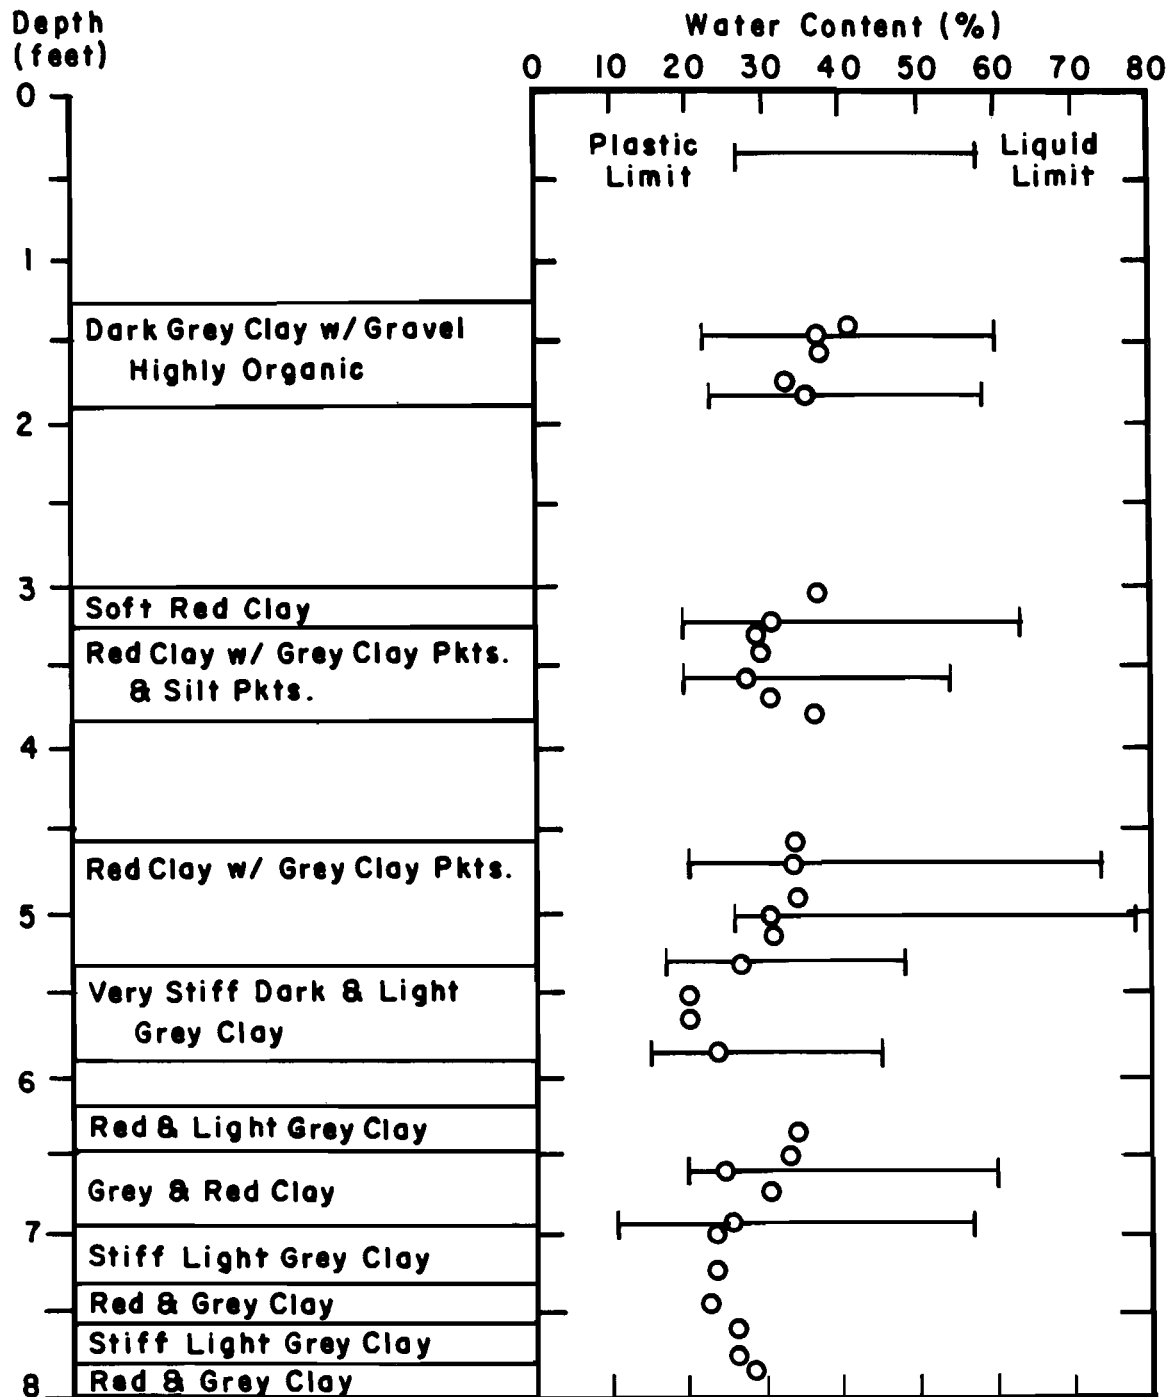 Depth
(feet)
Water Content (%)
0 10 20 30 40 50 60 70 80
0
Plastic
Limit
Liquid
Limit
1
Dark Grey Clay w/ Gravel
Highly Organic
2
3
Soft Red Clay
Red Clay w/ Grey Clay Pkts.
& Silt Pkts.
4
Red Clay w/ Grey Clay Pkts.
5
Very Stiff Dark & Light
Grey Clay
6
Red & Light Grey Clay
Grey & Red Clay
7
Stiff Light Grey Clay
Red & Grey Clay
Stiff Light Grey Clay
8
Red & Grey Clay